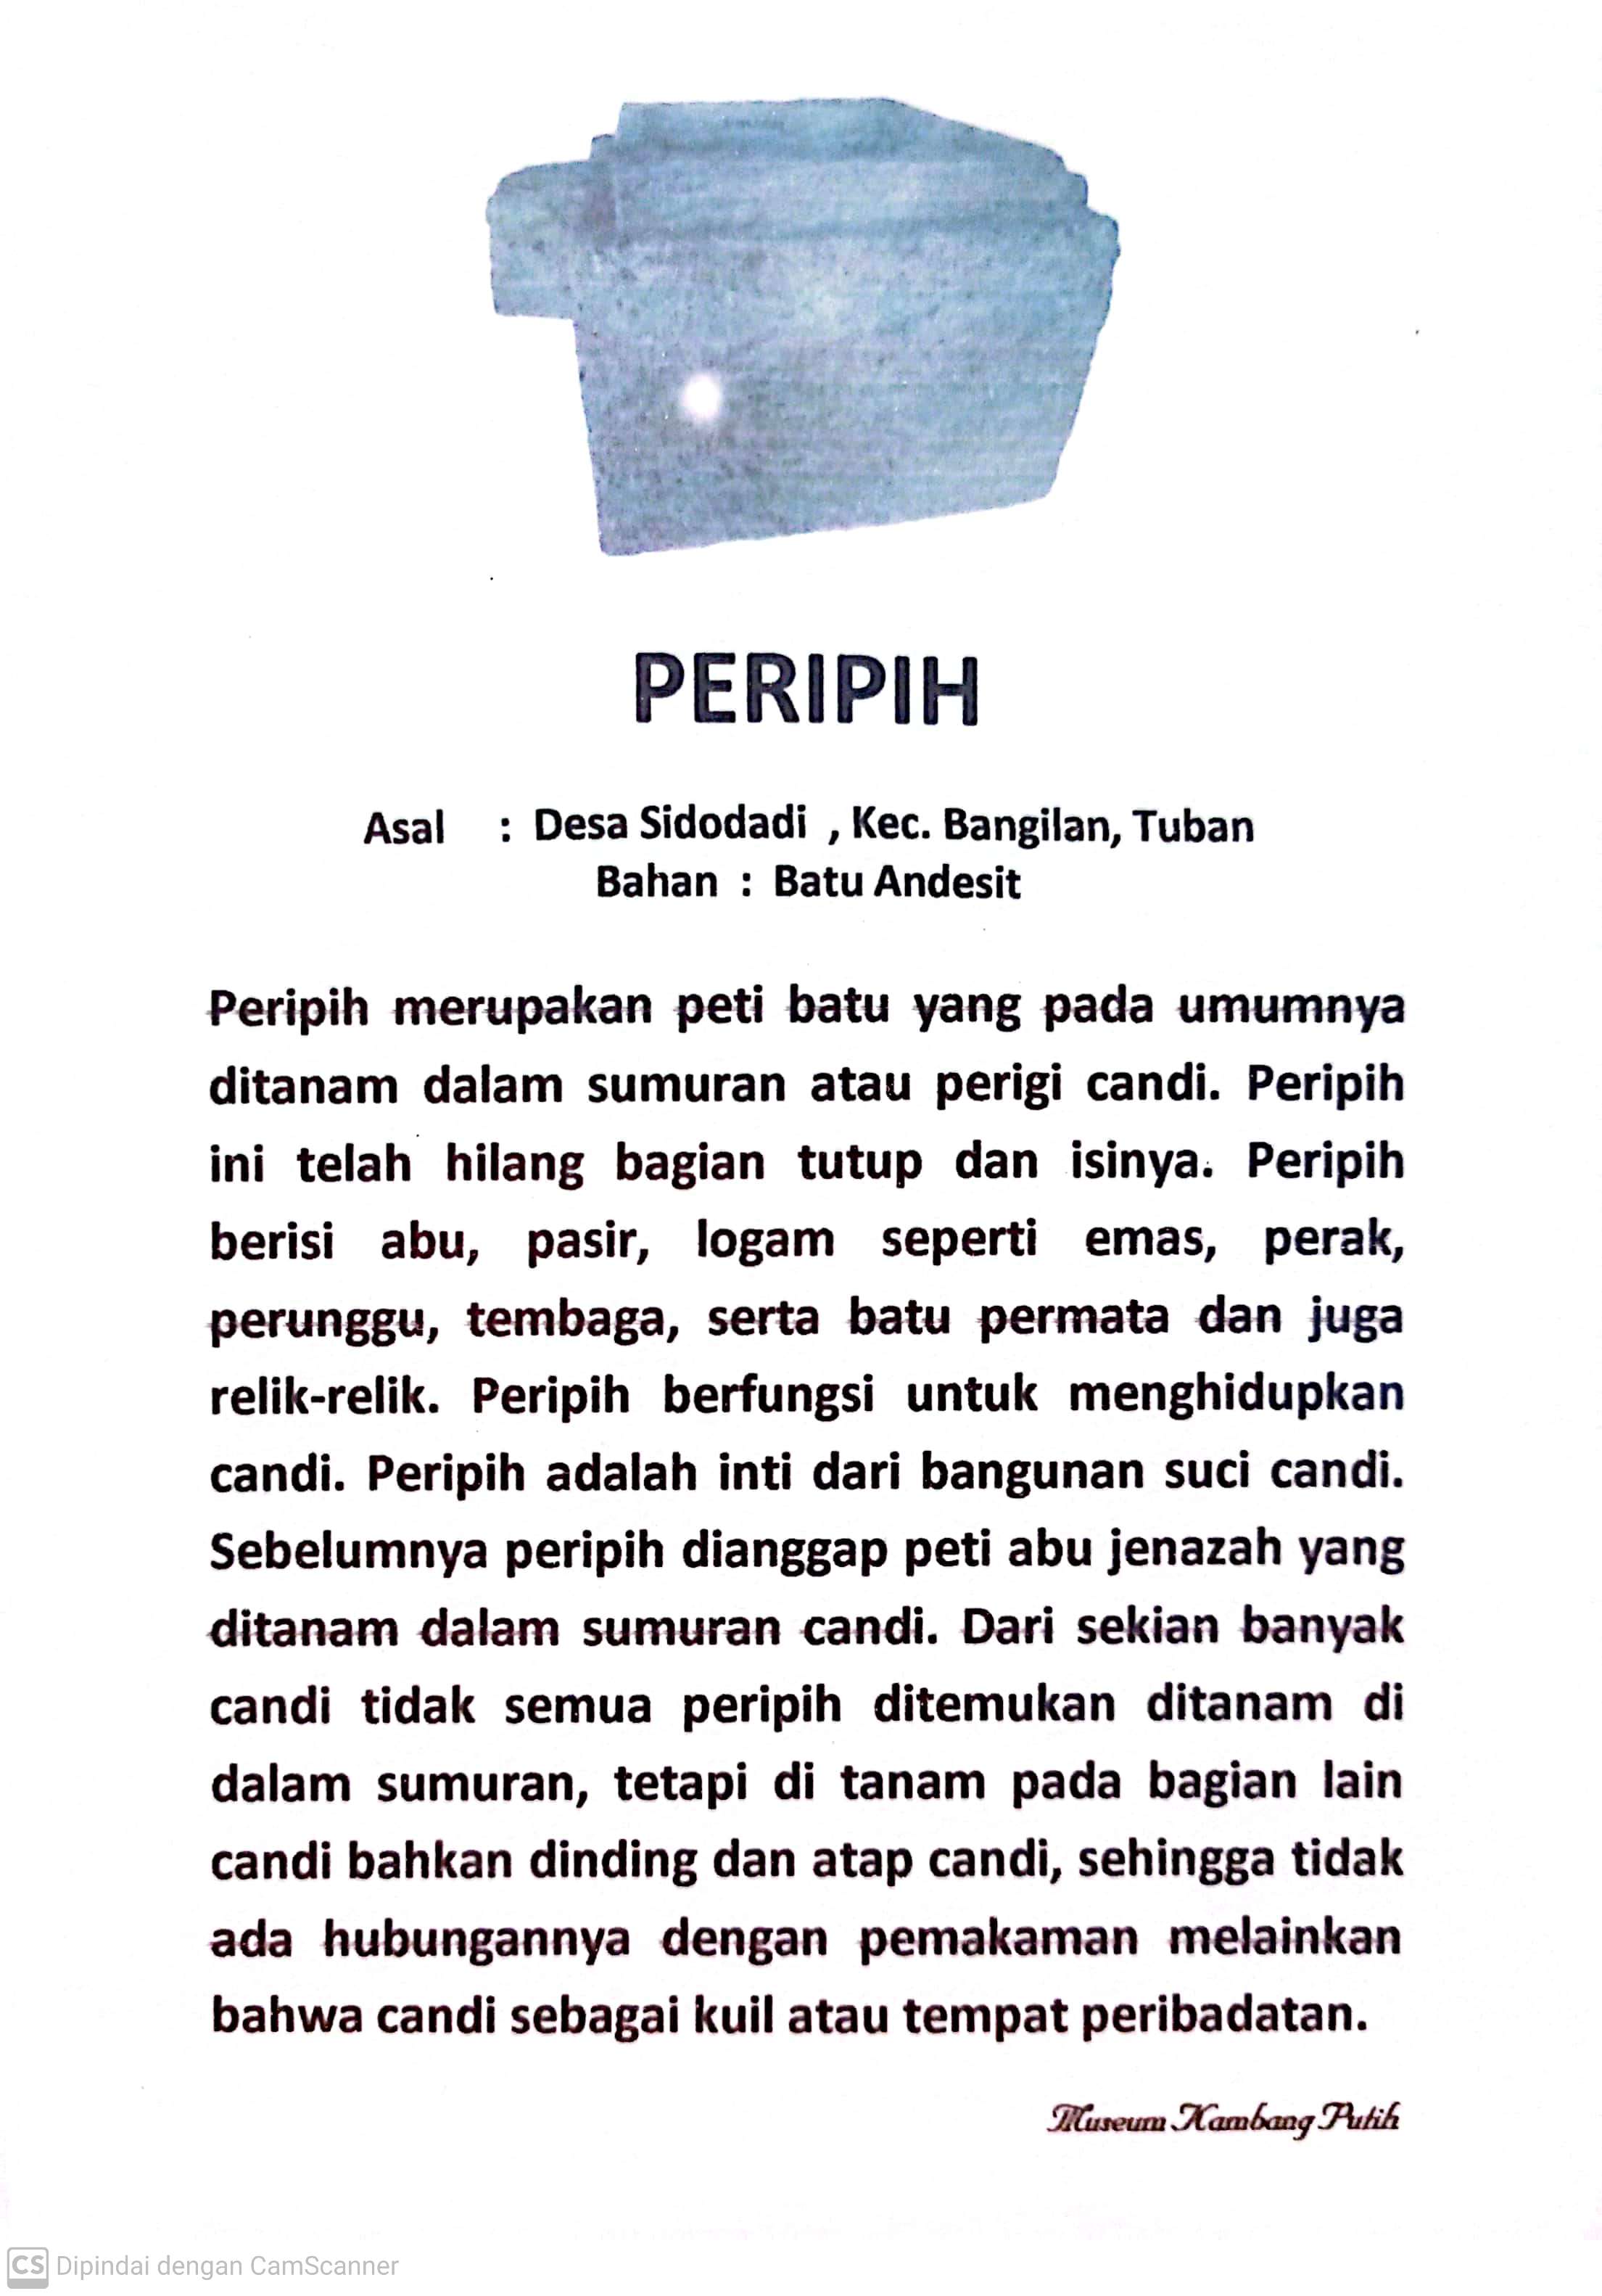 PERIPIH
Asal : Desa Sidodadi , Kec. Bangilan, Tuban
Bahan : Batu Andesit
Peripih merupakan peti batu yang pada umumnya
ditanam dalam sumuran atau perigi candi. Peripih
ini telah hilang bagian tutup dan isinya. Peripih
berisi abu, pasir, logam seperti emas, perak,
perunggu, tembaga, serta batu permata dan juga
relik-relik. Peripih berfungsi untuk menghidupkan
candi. Peripih adalah inti dari bangunan suci candi.
Sebelumnya peripih dianggap peti abu jenazah yang
ditanam dalam sumuran candi. Dari sekian banyak
candi tidak semua peripih ditemukan ditanam di
dalam sumuran, tetapi di tanam pada bagian lain
candi bahkan dinding dan atap candi, sehingga tidak
ada hubungannya dengan pemakaman melainkan
bahwa candi sebagai kuil atau tempat peribadatan.
Museum Kambang Putih
CS Dipindai dengan CamScanner